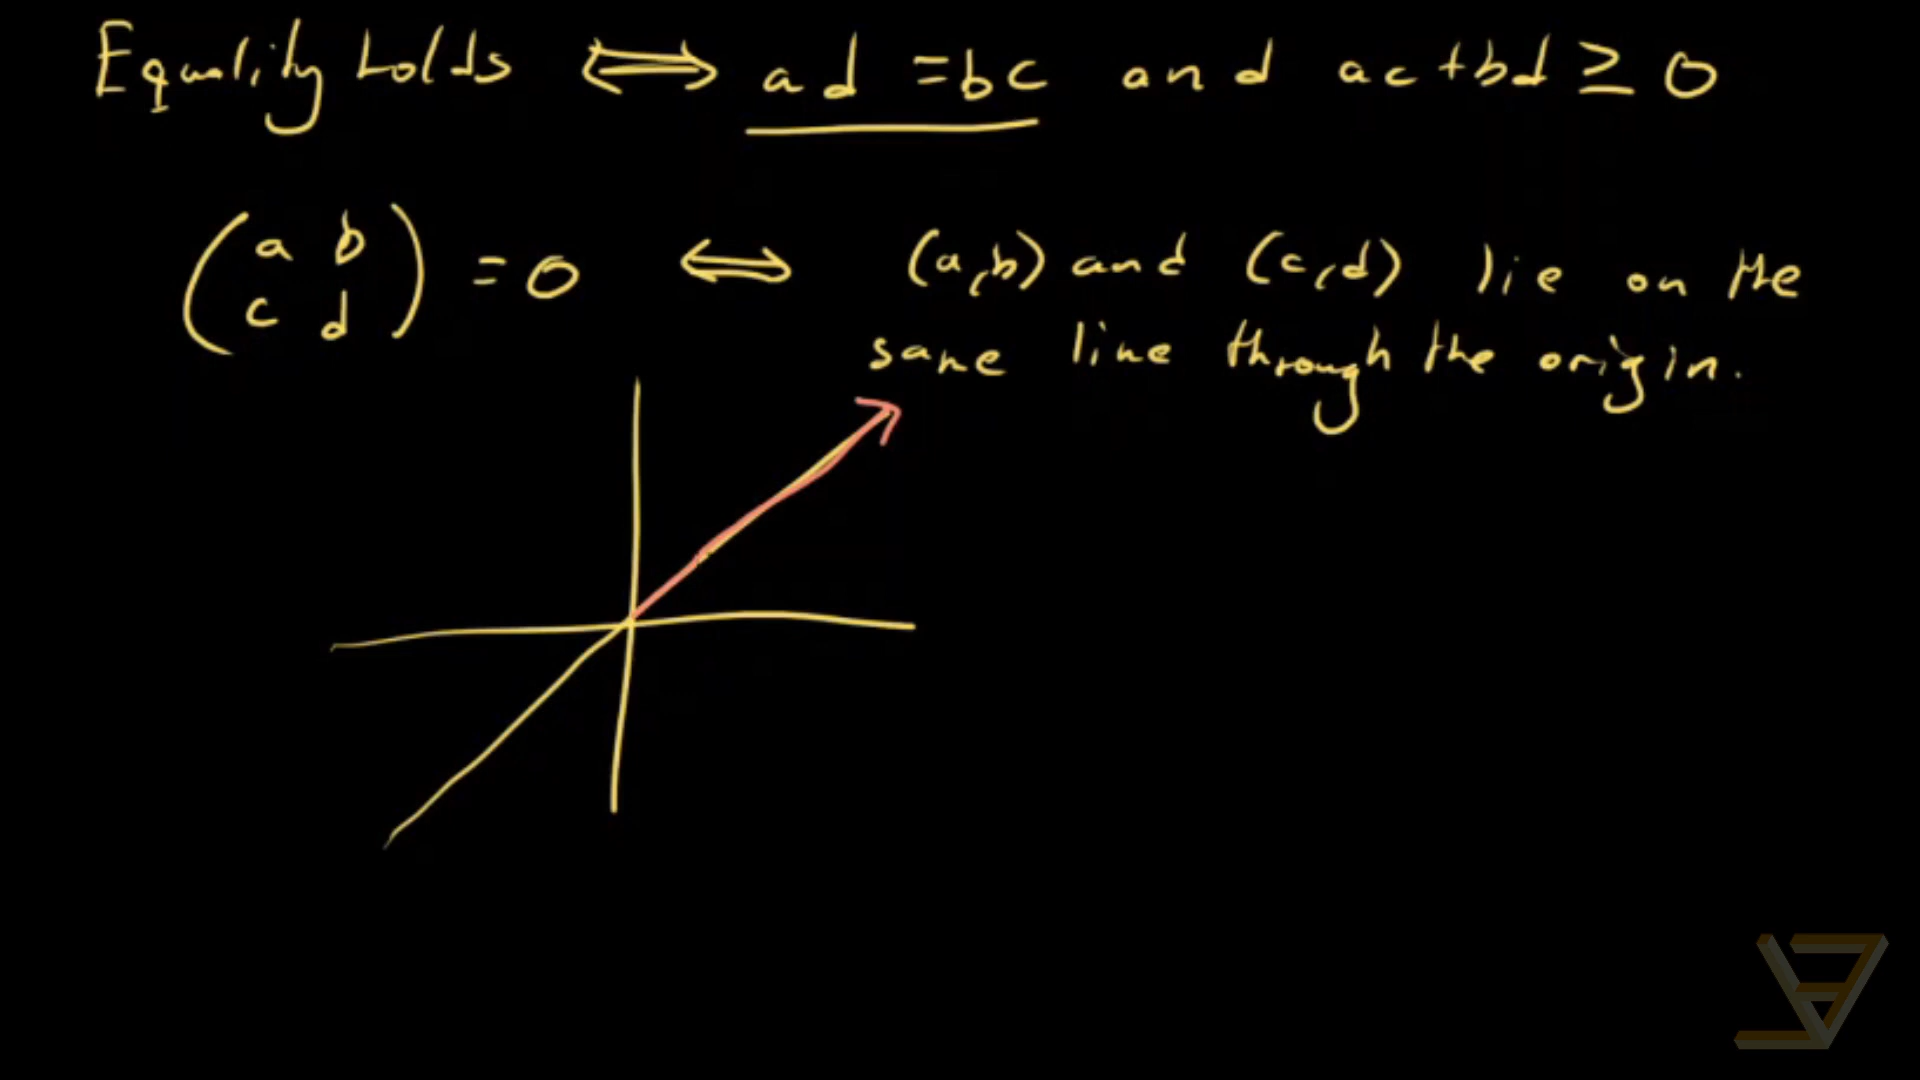 Equality holds ⟺ ad = bc and ac+bd ≥ 0
(a b
c d) = 0 ⟺ (a,b) and (c,d) lie on the
same line through the origin.